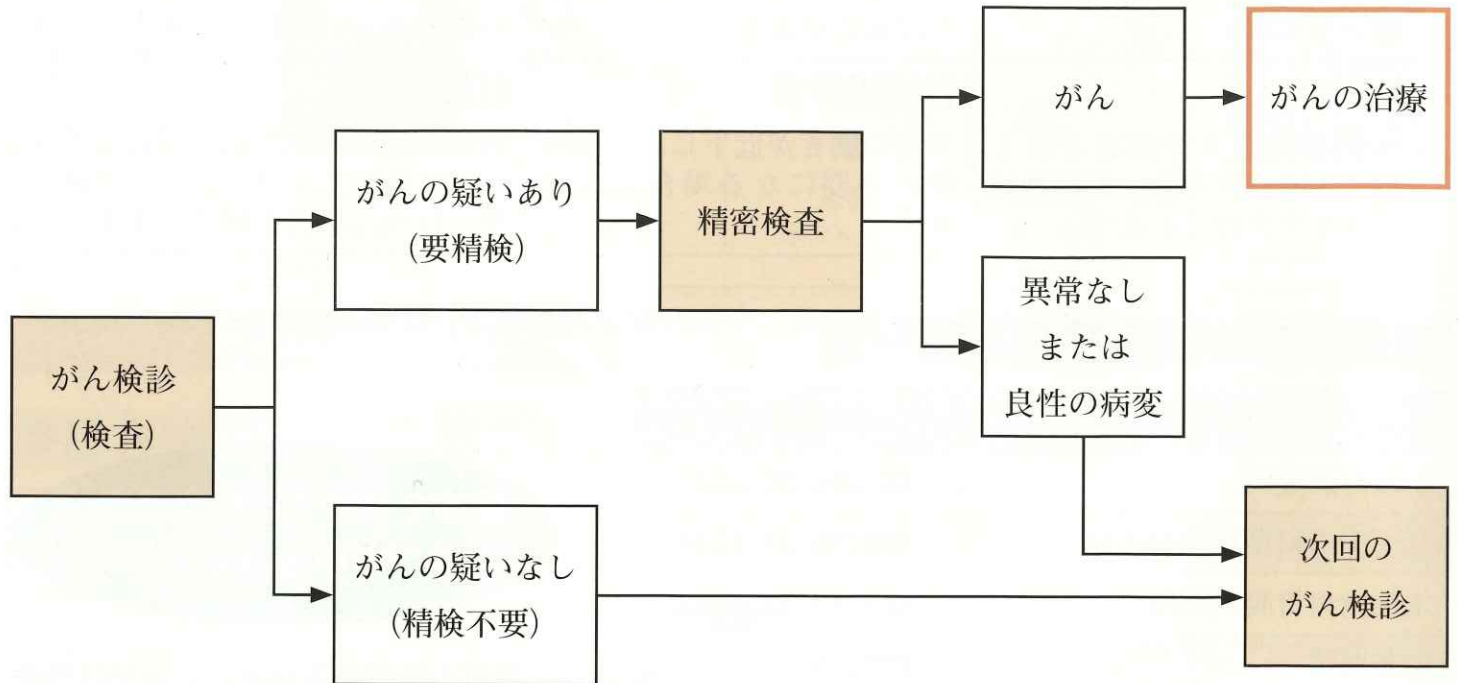 がん検診
(検査)
がんの疑いあり
(要精検)
がんの疑いなし
(精検不要)
精密検査
がん
がんの治療
異常なし
または
良性の病変
次回の
がん検診